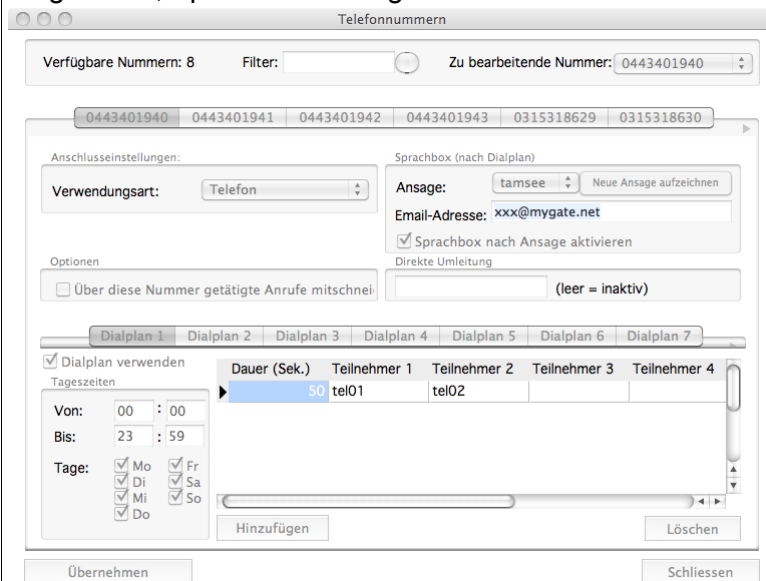 Telefonnummern
Verfügbare Nummern: 8 Filter: Zu bearbeitende Nummer: 0443401940
0443401940 0443401941 0443401942 0443401943 0315318629 0315318630
Anschlusseinstellungen:
Verwendungsart: Telefon
Sprachbox (nach Dialplan)
Ansage: tamsee Neue Ansage aufzeichnen
Email-Adresse: xxx@mygate.net
Sprachbox nach Ansage aktivieren
Optionen
Über diese Nummer getätigte Anrufe mitschnei
Direkte Umleitung
(leer = inaktiv)
Dialplan 1 Dialplan 2 Dialplan 3 Dialplan 4 Dialplan 5 Dialplan 6 Dialplan 7
Dialplan verwenden
Tageszeiten
Von: 00 : 00
Bis: 23 : 59
Tage: Mo Fr
Di Sa
Mi So
Do
Dauer (Sek.) Teilnehmer 1 Teilnehmer 2 Teilnehmer 3 Teilnehmer 4
50 tel01 tel02
Hinzufügen Löschen
Übernehmen Schliessen